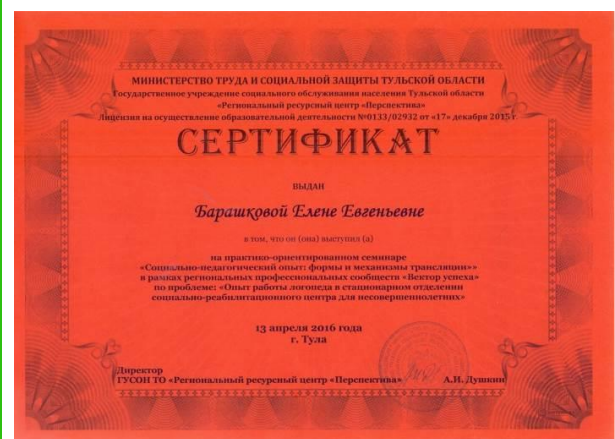 МИНИСТЕРСТВО ТРУДА И СОЦИАЛЬНОЙ ЗАЩИТЫ ТУЛЬСКОЙ ОБЛАСТИ
Государственное учреждение социального обслуживания населения Тульской области
«Региональный ресурсный центр «Перспектива»
Лицензия на осуществление образовательной деятельности №0133/02932 от «17» декабря 2015 г
СЕРТИФИКАТ
ВЫДАН
Барашковой Елене Евгеньевне
в том, что он (она) выступил (а)
на практико-ориентированном семинаре
«Социально-педагогический опыт: формы и механизмы трансляции»»
в рамках региональных профессиональных сообществ «Вектор успеха»
по проблеме: «Опыт работы логопеда в стационарном отделении
социально-реабилитационного центра для несовершеннолетних»
13 апреля 2016 года
г. Тула
Директор
ГУСОН ТО «Региональный ресурсный центр «Перспектива» А.И. Душкин